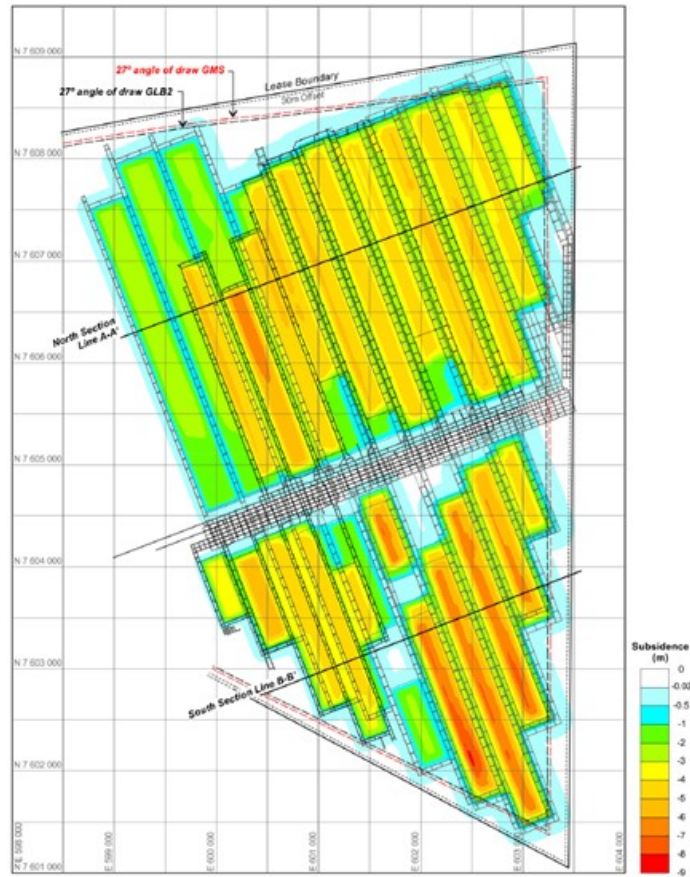 N 7 609 000
27° angle of draw GMS
27° angle of draw GLB2
Lease Boundary
50m Offset
N 7 608 000
N 7 607 000
North Section
Line A-A'
N 7 606 000
N 7 605 000
N 7 604 000
N 7 603 000
South Section Line B-B'
N 7 602 000
N 7 601 000
E 598 000
E 599 000
E 600 000
E 601 000
E 602 000
E 603 000
E 604 000
Subsidence
(m)
0
-0.02
-0.5
-1
-2
-3
-4
-5
-6
-7
-8
-9